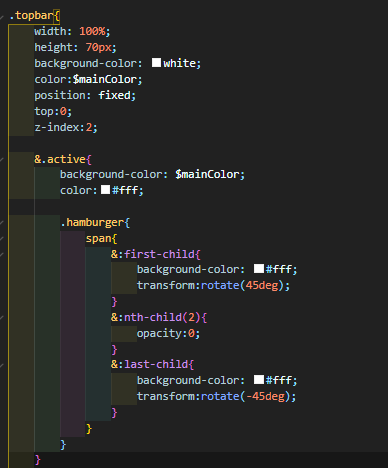 .topbar{
width: 100%;
height: 70px;
background-color: white;
color:$mainColor;
position: fixed;
top:0;
z-index:2;
&.active{
background-color: $mainColor;
color:#fff;
.hamburger{
span{
&:first-child{
background-color: #fff;
transform:rotate(45deg);
}
&:nth-child(2){
opacity:0;
}
&:last-child{
background-color: #fff;
transform:rotate(-45deg);
}
}
}
}